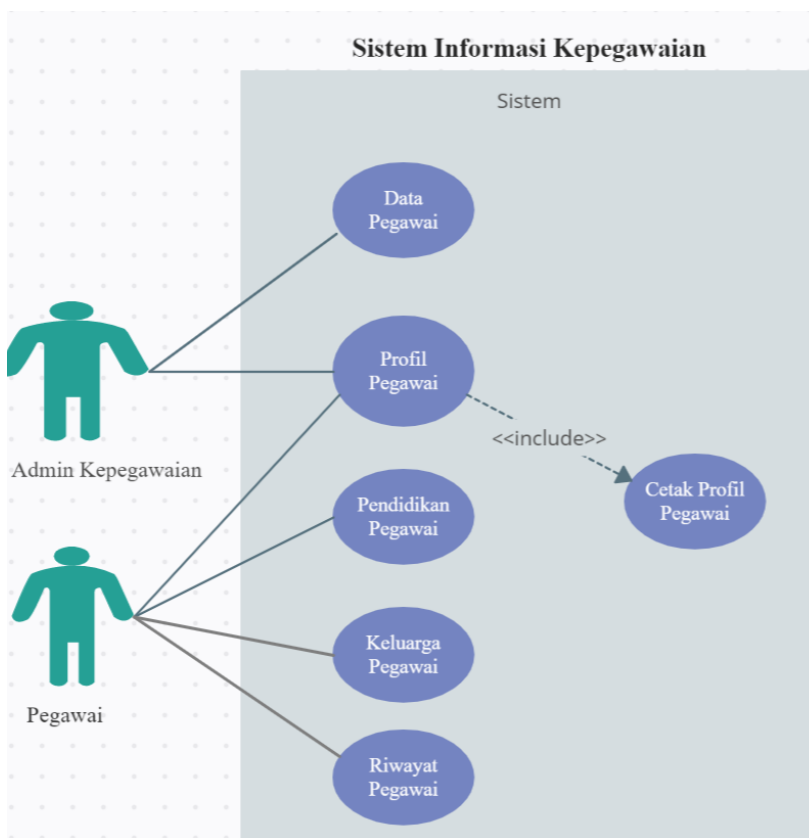 Sistem Informasi Kepegawaian
Sistem
Data
Pegawai
Profil
Pegawai
<<include>>
Admin Kepegawaian
Cetak Profil
Pegawai
Pendidikan
Pegawai
Keluarga
Pegawai
Pegawai
Riwayat
Pegawai